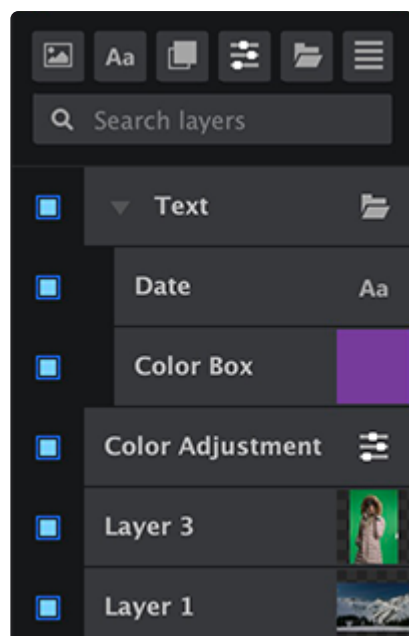 Aa
Search layers
Text
Date Aa
Color Box
Color Adjustment
Layer 3
Layer 1